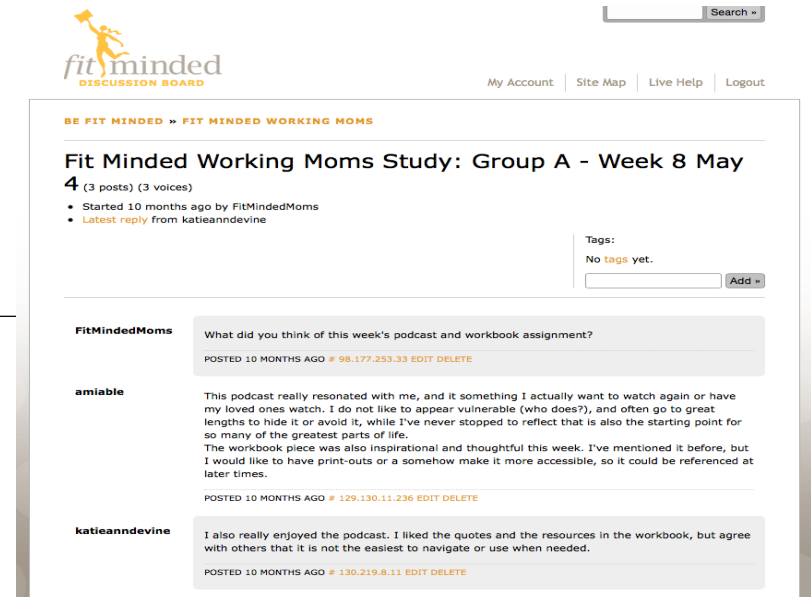 Search »
fit minded
DISCUSSION BOARD
My Account
Site Map
Live Help
Logout
BE FIT MINDED » FIT MINDED WORKING MOMS
Fit Minded Working Moms Study: Group A - Week 8 May
4 (3 posts) (3 voices)
• Started 10 months ago by FitMindedMoms
• Latest reply from katieanndevine
Tags:
No tags yet.
Add »
FitMindedMoms
What did you think of this week's podcast and workbook assignment?
POSTED 10 MONTHS AGO # 98.177.253.33 EDIT DELETE
amiable
This podcast really resonated with me, and it something I actually want to watch again or have
my loved ones watch. I do not like to appear vulnerable (who does?), and often go to great
lengths to hide it or avoid it, while I've never stopped to reflect that is also the starting point for
so many of the greatest parts of life.
The workbook piece was also inspirational and thoughtful this week. I've mentioned it before, but
I would like to have print-outs or a somehow make it more accessible, so it could be referenced at
later times.
POSTED 10 MONTHS AGO # 129.130.11.236 EDIT DELETE
katieanndevine
I also really enjoyed the podcast. I liked the quotes and the resources in the workbook, but agree
with others that it is not the easiest to navigate or use when needed.
POSTED 10 MONTHS AGO # 130.219.8.11 EDIT DELETE